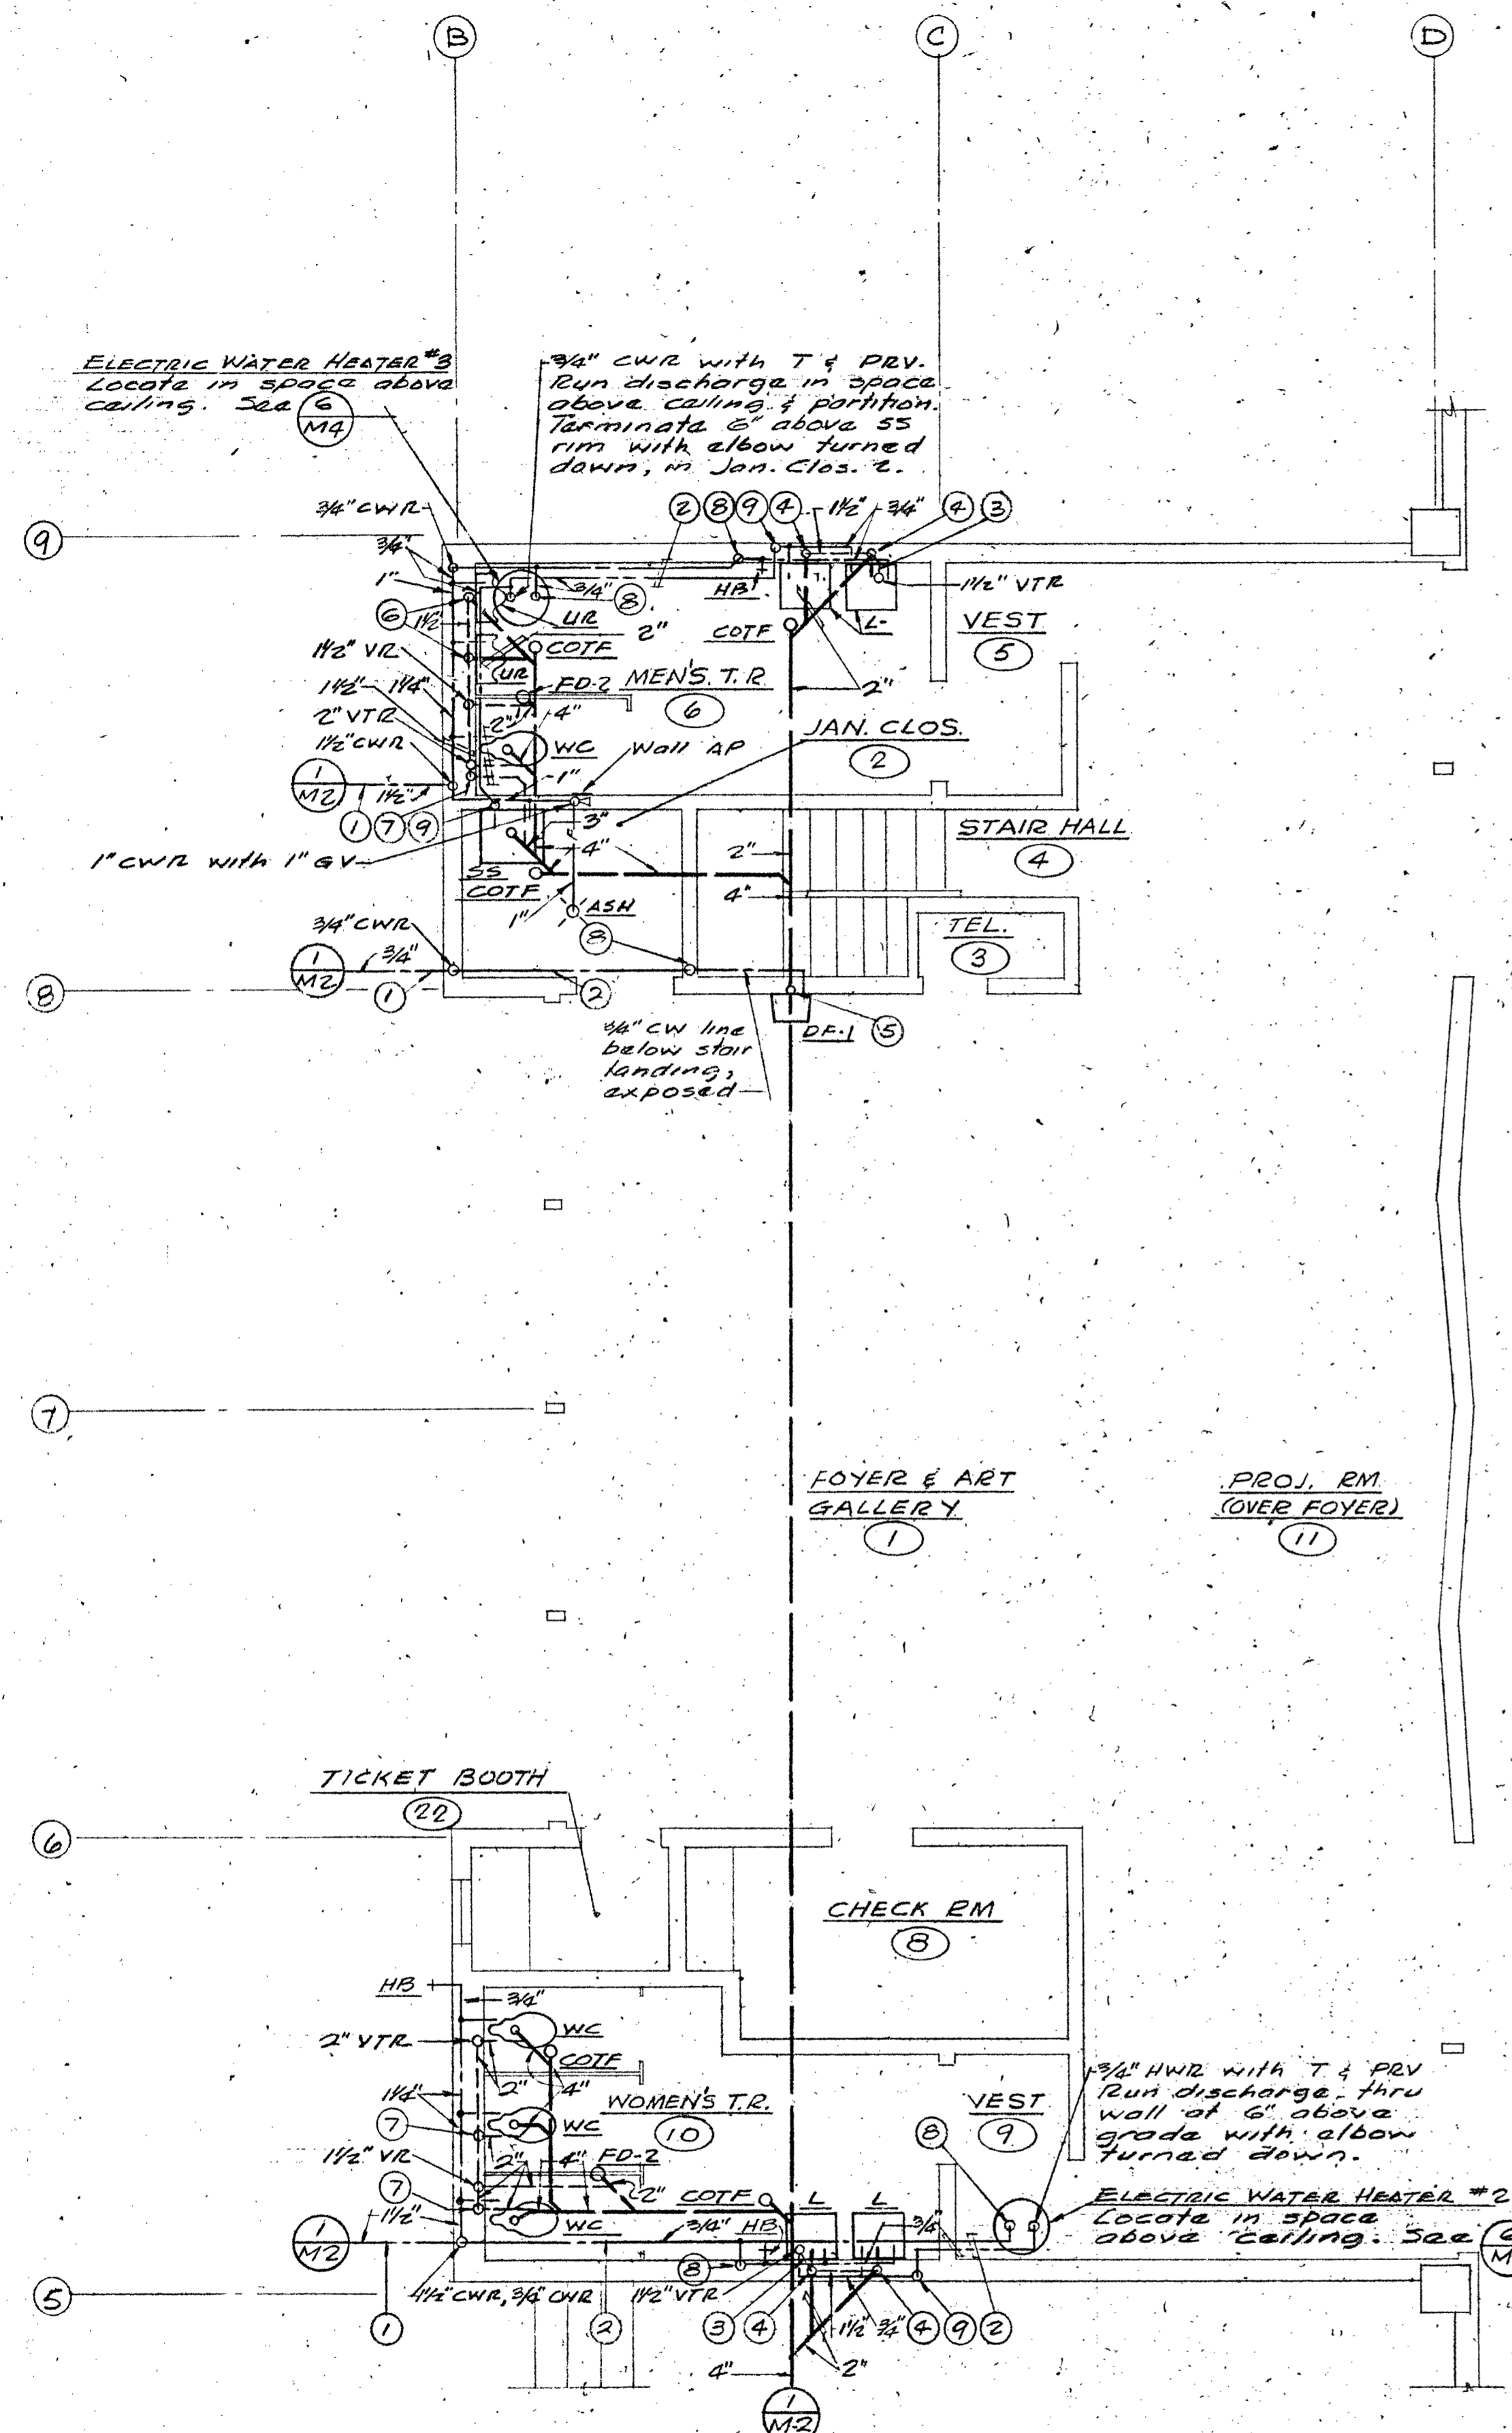 B
C
D
ELECTRIC WATER HEATER #3
Locate in space above
ceiling. See 6
M4
3/4" CWR with T & PRV.
Run discharge in space
above ceiling & partition.
Terminate 6" above SS
rim with elbow turned
down, in Jan. Clos. 2.
3/4" CWR
2 8 9 4 1½" 3/4" 4 3
9
3/4"
1"
3/4"
8
HB
1½" VTR
6
1½
UR
2"
COTF
L
VEST
5
1½" VR
COTF
UR
FD-2
MEN'S. T.R.
6
2"
1½"
1¼"
2" VTR
2"
4"
1½" CWR
WC
Wall AP
JAN. CLOS.
2
1
M2
1½"
1"
1 7 9
3"
STAIR HALL
4
1" CWR with 1" GV
4"
2"
SS
COTF
4"
1"
ASH
3/4" CWR
8
TEL.
3
1
M2
3/4"
8
1
2
3/4" CW line
below stair
landing,
exposed
DF-1 5
7
FOYER & ART
GALLERY
1
PROJ. RM
(OVER FOYER)
11
TICKET BOOTH
22
6
CHECK RM
8
HB
3/4"
2" VTR
WC
COTF
2"
4"
1¼"
WOMEN'S T.R.
10
VEST
9
3/4" HWR with T & PRV
Run discharge thru
wall at 6" above
grade with elbow
turned down.
7
WC
8
1½" VR
2"
4"
FD-2
7
2"
COTF
L
L
ELECTRIC WATER HEATER #2
Locate in space
above ceiling. See
1½"
1
M2
WC
3/4"
HB
3/4"
8
5
1½" CWR, 3/4" CWR
1½" VTR
1
2
3 4 1½ 3/4" 4 9 2
4"
2"
1
M-2